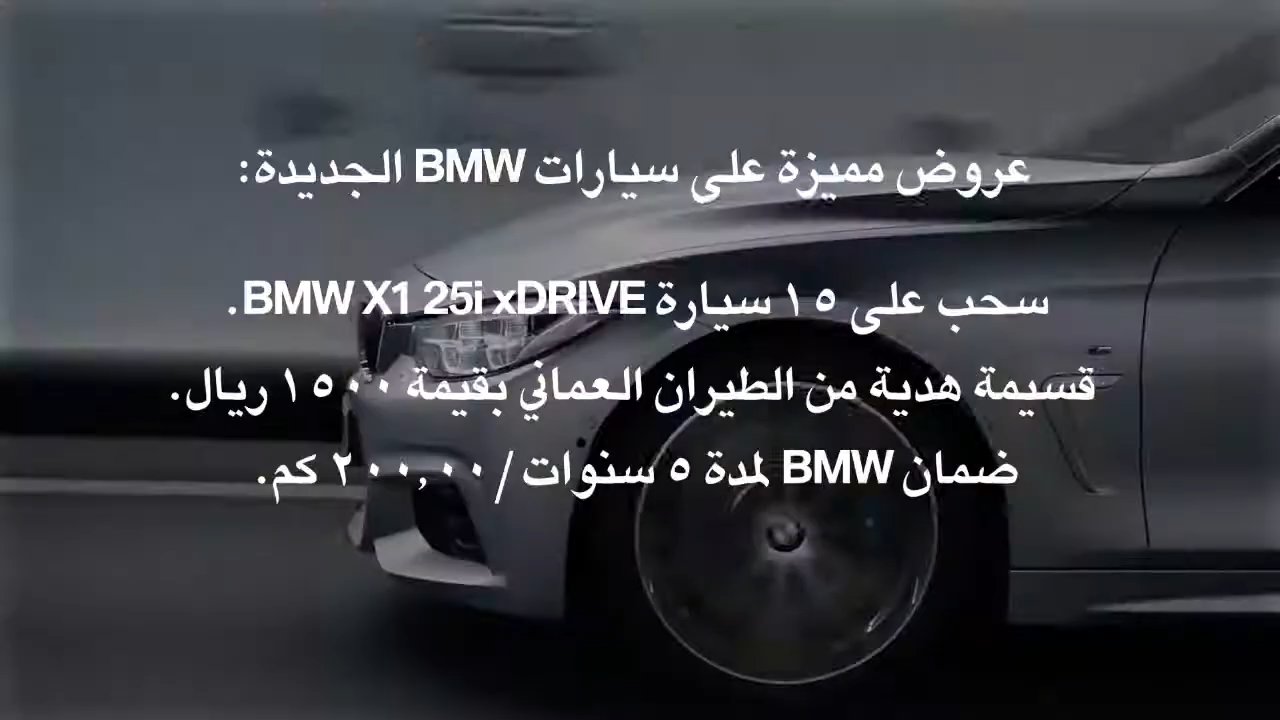 عروض مميزة على سيارات BMW الجديدة:
سحب على ١٥ سيارة BMW X1 25i xDRIVE.
قسيمة هدية من الطيران العماني بقيمة ١٥٠٠ ريال.
ضمان BMW لمدة ٥ سنوات/٢٠٠,٠٠ كم.